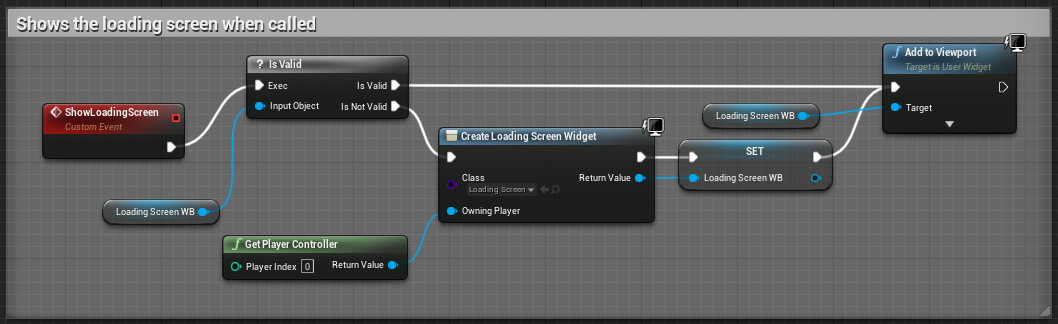 Shows the loading screen when called
ShowLoadingScreen
Custom Event
? Is Valid
Exec
Is Valid
Input Object
Is Not Valid
Loading Screen WB
f Get Player Controller
Player Index 0
Return Value
Create Loading Screen Widget
Class
Loading Screen
Return Value
Owning Player
SET
Loading Screen WB
Loading Screen WB
f Add to Viewport
Target is User Widget
Target